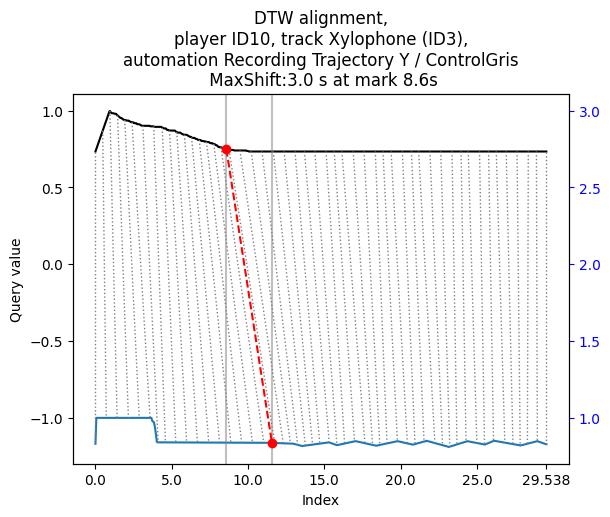 DTW alignment,
player ID10, track Xylophone (ID3),
automation Recording Trajectory Y / ControlGris
MaxShift:3.0 s at mark 8.6s
1.0
0.5
0.0
−0.5
−1.0
Query value
3.0
2.5
2.0
1.5
1.0
0.0 5.0 10.0 15.0 20.0 25.0 29.538
Index